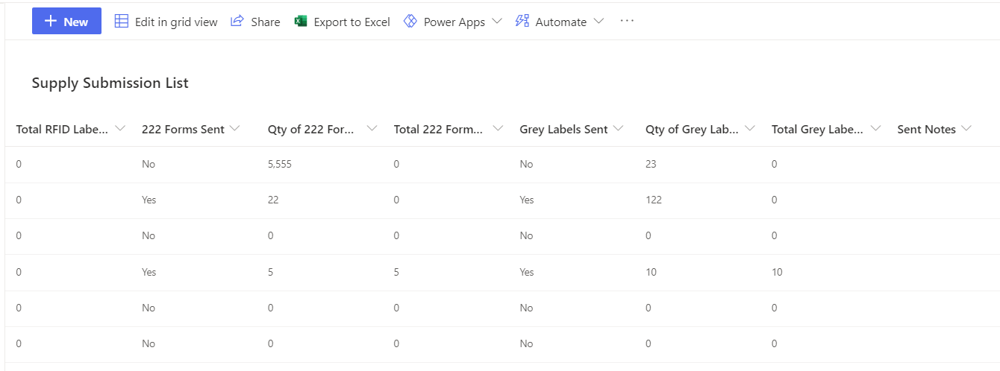 New Edit in grid view Share Export to Excel Power Apps Automate ...
Supply Submission List
Total RFID Labe... 222 Forms Sent Qty of 222 For... Total 222 Form... Grey Labels Sent Qty of Grey Lab... Total Grey Labe... Sent Notes
0 No 5,555 0 No 23 0
0 Yes 22 0 Yes 122 0
0 No 0 0 No 0 0
0 Yes 5 5 Yes 10 10
0 No 0 0 No 0 0
0 No 0 0 No 0 0